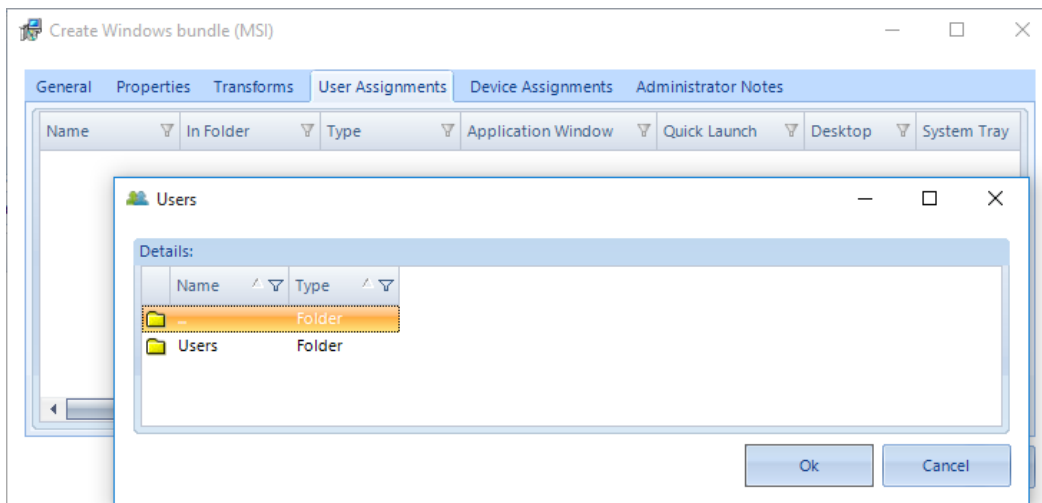 Create Windows bundle (MSI)
General Properties Transforms User Assignments Device Assignments Administrator Notes
Name In Folder Type Application Window Quick Launch Desktop System Tray
Users
Details:
Name Type
.. Folder
Users Folder
Ok Cancel